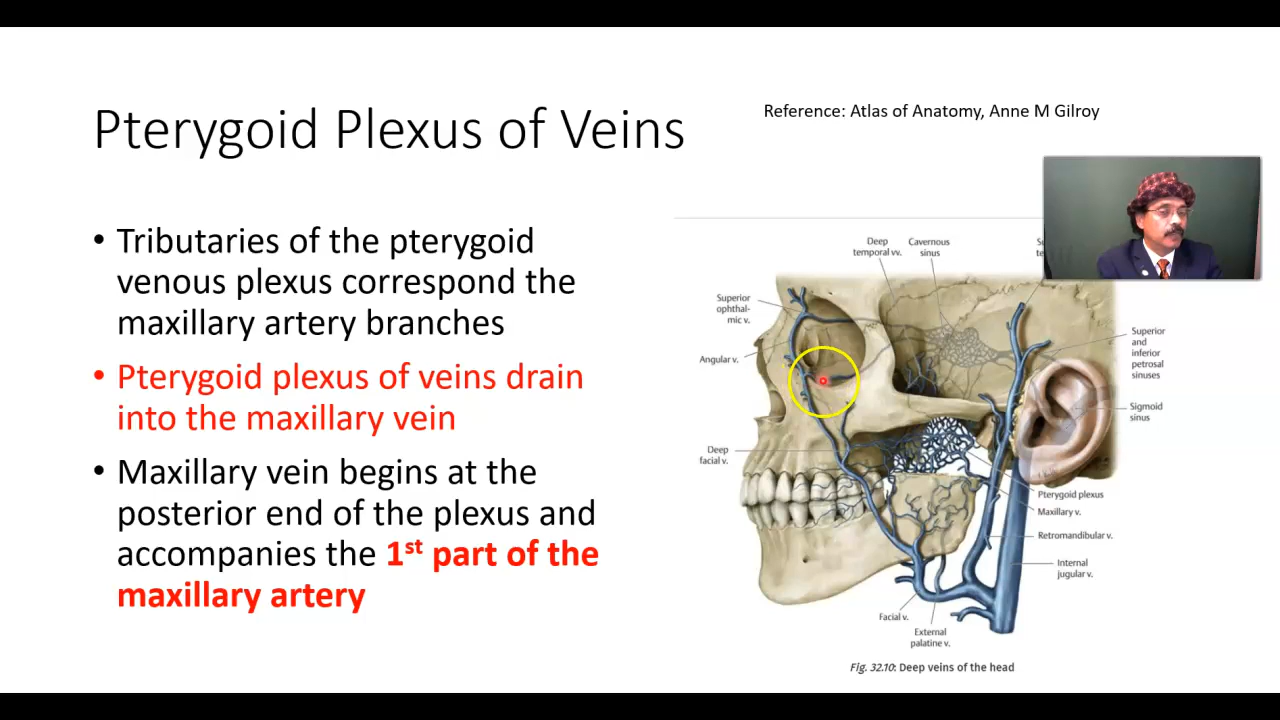 Pterygoid Plexus of Veins
Reference: Atlas of Anatomy, Anne M Gilroy
• Tributaries of the pterygoid
venous plexus correspond the
maxillary artery branches
• Pterygoid plexus of veins drain
into the maxillary vein
• Maxillary vein begins at the
posterior end of the plexus and
accompanies the 1st part of the
maxillary artery
Deep
temporal vv.
Cavernous
sinus
Superior
ophthal-
mic v.
Angular v.
Superior
and
inferior
petrosal
sinuses
Sigmoid
sinus
Deep
facial v.
Pterygoid plexus
Maxillary v.
Retromandibular v.
Internal
jugular v.
Facial v.
External
palatine v.
Fig. 32.10: Deep veins of the head